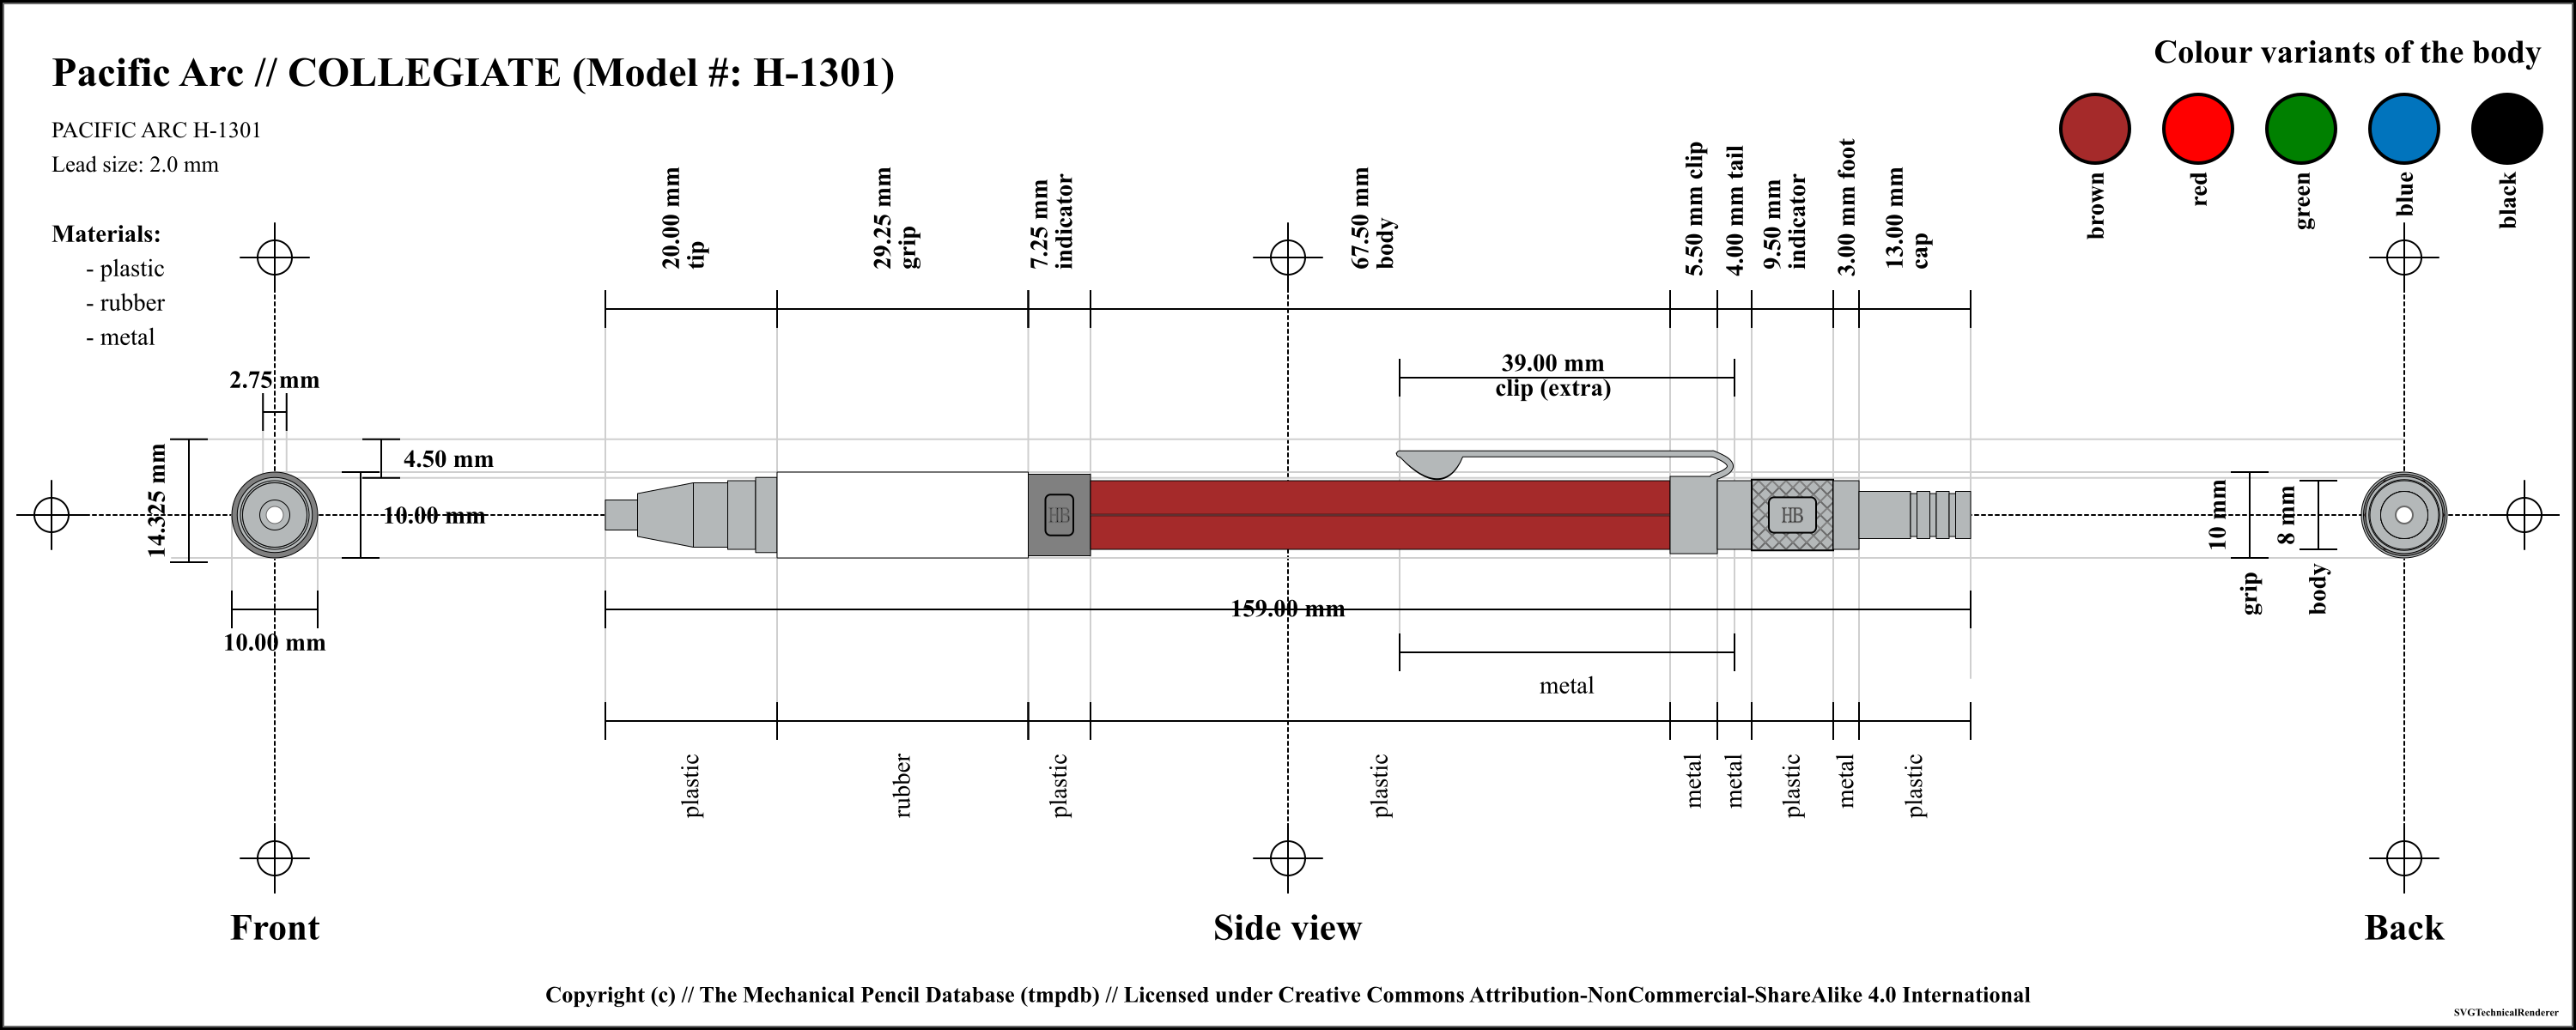 Pacific Arc // COLLEGIATE (Model #: H-1301)
PACIFIC ARC H-1301
Lead size: 2.0 mm
Materials:
- plastic
- rubber
- metal
Colour variants of the body
brown
red
green
blue
black
20.00 mm
tip
29.25 mm
grip
7.25 mm
indicator
67.50 mm
body
5.50 mm clip
4.00 mm tail
9.50 mm
indicator
3.00 mm foot
13.00 mm
cap
39.00 mm
clip (extra)
2.75 mm
14.325 mm
4.50 mm
10.00 mm
10.00 mm
HB
HB
159.00 mm
10 mm
grip
8 mm
body
metal
plastic
rubber
plastic
plastic
metal
metal
plastic
metal
plastic
Front
Side view
Back
Copyright (c) // The Mechanical Pencil Database (tmpdb) // Licensed under Creative Commons Attribution-NonCommercial-ShareAlike 4.0 International
SVGTechnicalRenderer